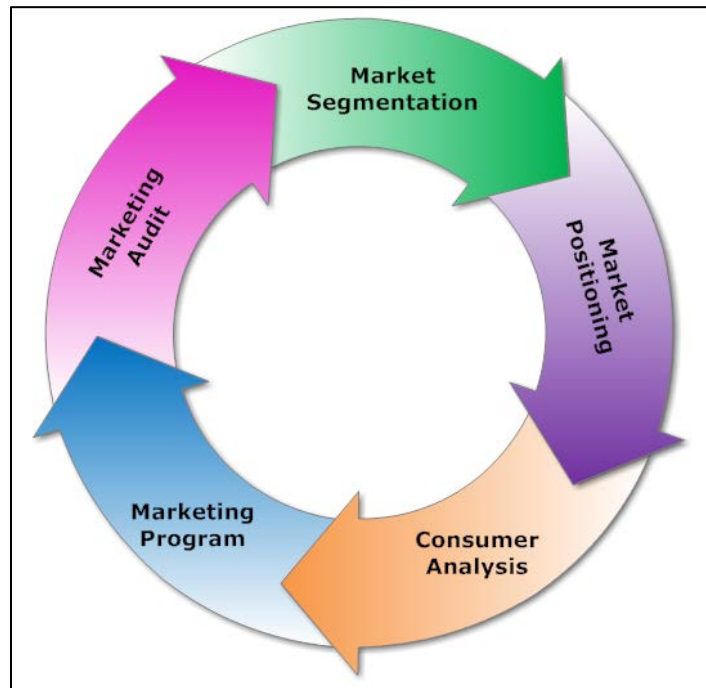 Market
Segmentation
Market
Positioning
Consumer
Analysis
Marketing
Program
Marketing
Audit